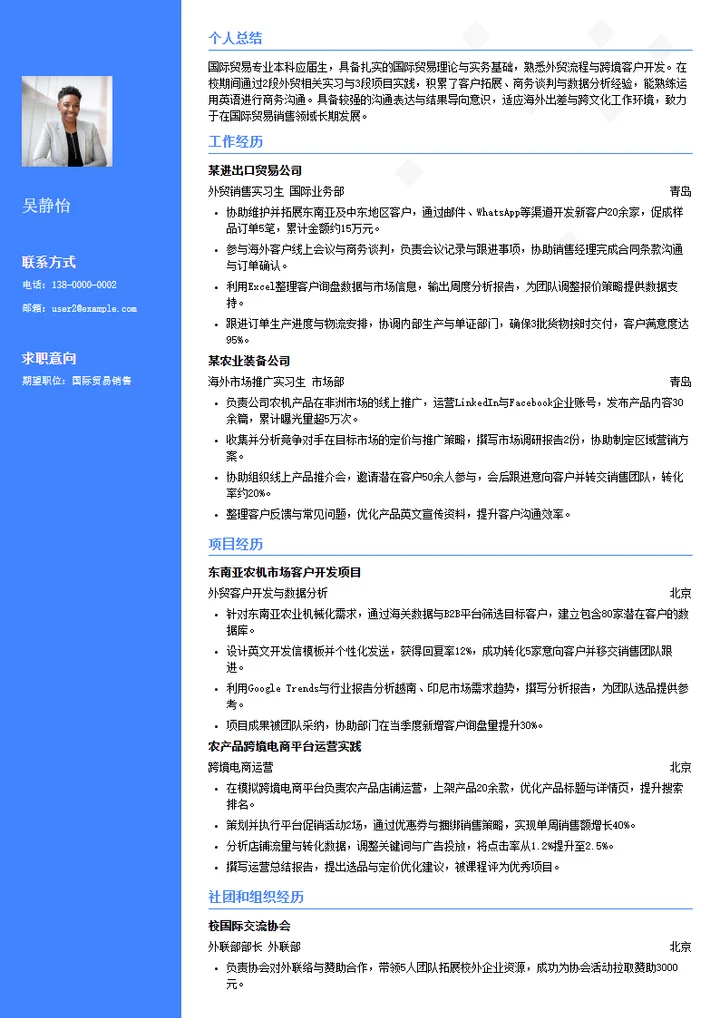 吴静怡
联系方式
电话：138-0000-0002
邮箱：user2@example.com
求职意向
期望职位：国际贸易销售
个人总结
国际贸易专业本科应届生，具备扎实的国际贸易理论与实务基础，熟悉外贸流程与跨境客户开发。在
校期间通过2段外贸相关实习与3段项目实践，积累了客户拓展、商务谈判与数据分析经验，能熟练运
用英语进行商务沟通。具备较强的沟通表达与结果导向意识，适应海外出差与跨文化工作环境，致力
于在国际贸易销售领域长期发展。
工作经历
某进出口贸易公司
外贸销售实习生 国际业务部 青岛
• 协助维护并拓展东南亚及中东地区客户，通过邮件、WhatsApp等渠道开发新客户20余家，促成样
品订单5笔，累计金额约15万元。
• 参与海外客户线上会议与商务谈判，负责会议记录与跟进事项，协助销售经理完成合同条款沟通
与订单确认。
• 利用Excel整理客户询盘数据与市场信息，输出周度分析报告，为团队调整报价策略提供数据支
持。
• 跟进订单生产进度与物流安排，协调内部生产与单证部门，确保3批货物按时交付，客户满意度达
95%。
某农业装备公司
海外市场推广实习生 市场部 青岛
• 负责公司农机产品在非洲市场的线上推广，运营LinkedIn与Facebook企业账号，发布产品内容30
余篇，累计曝光量超5万次。
• 收集并分析竞争对手在目标市场的定价与推广策略，撰写市场调研报告2份，协助制定区域营销方
案。
• 协助组织线上产品推介会，邀请潜在客户50余人参与，会后跟进意向客户并转交销售团队，转化
率约20%。
• 整理客户反馈与常见问题，优化产品英文宣传资料，提升客户沟通效率。
项目经历
东南亚农机市场客户开发项目
外贸客户开发与数据分析 北京
• 针对东南亚农业机械化需求，通过海关数据与B2B平台筛选目标客户，建立包含80家潜在客户的数
据库。
• 设计英文开发信模板并个性化发送，获得回复率12%，成功转化5家意向客户并移交销售团队跟
进。
• 利用Google Trends与行业报告分析越南、印尼市场需求趋势，撰写分析报告，为团队选品提供参
考。
• 项目成果被团队采纳，协助部门在当季度新增客户询盘量提升30%。
农产品跨境电商平台运营实践
跨境电商运营 北京
• 在模拟跨境电商平台负责农产品店铺运营，上架产品20余款，优化产品标题与详情页，提升搜索
排名。
• 策划并执行平台促销活动2场，通过优惠券与捆绑销售策略，实现单周销售额增长40%。
• 分析店铺流量与转化数据，调整关键词与广告投放，将点击率从1.2%提升至2.5%。
• 撰写运营总结报告，提出选品与定价优化建议，被课程评为优秀项目。
社团和组织经历
校国际交流协会
外联部部长 外联部 北京
• 负责协会对外联络与赞助合作，带领5人团队拓展校外企业资源，成功为协会活动拉取赞助3000
元。